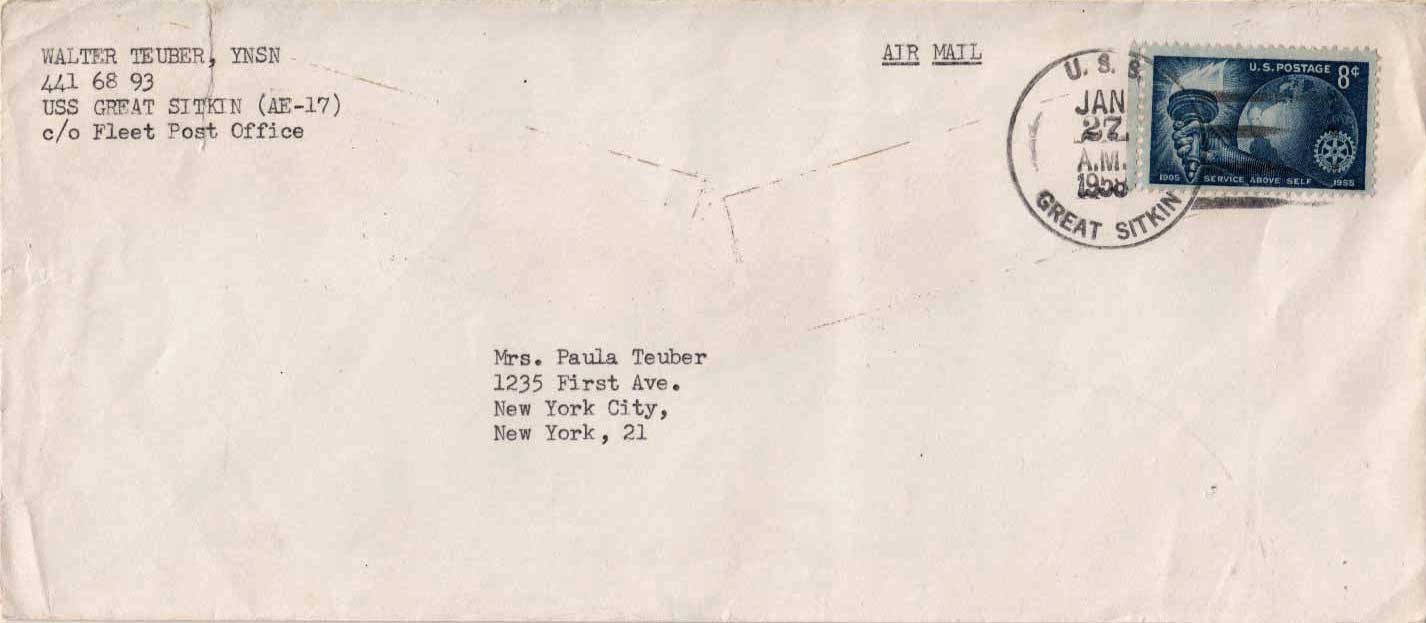 WALTER TEUBER, YNSN
441 68 93
USS GREAT SITKIN (AE-17)
c/o Fleet Post Office
AIR MAIL
U. S. S.
JAN
27
A.M.
1958
GREAT SITKIN
U.S. POSTAGE 8¢
1905 SERVICE ABOVE SELF 1955
Mrs. Paula Teuber
1235 First Ave.
New York City,
New York, 21